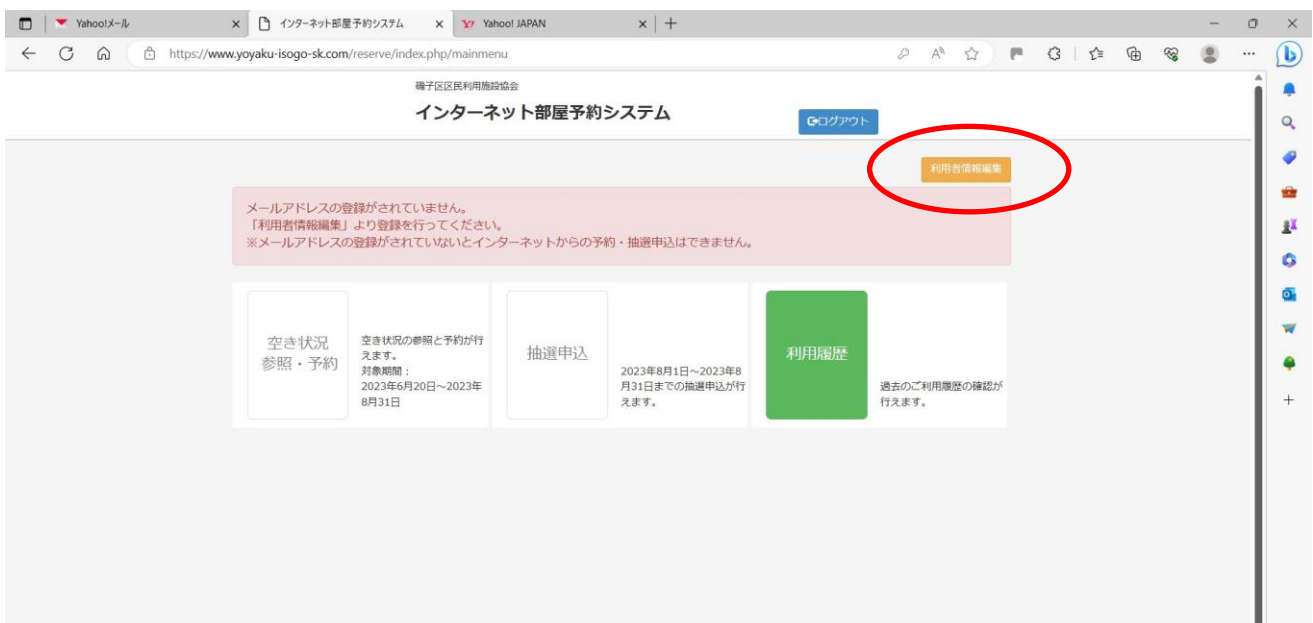 Yahoo!メール
インターネット部屋予約システム
Yahoo! JAPAN
https://www.yoyaku-isogo-sk.com/reserve/index.php/mainmenu
磯子区区民利用施設協会
インターネット部屋予約システム
ログアウト
利用者情報編集
メールアドレスの登録がされていません。
「利用者情報編集」より登録を行ってください。
※メールアドレスの登録がされていないとインターネットからの予約・抽選申込はできません。
空き状況
参照・予約
空き状況の参照と予約が行
えます。
対象期間：
2023年6月20日～2023年
8月31日
抽選申込
2023年8月1日～2023年8
月31日までの抽選申込が行
えます。
利用履歴
過去のご利用履歴の確認が
行えます。